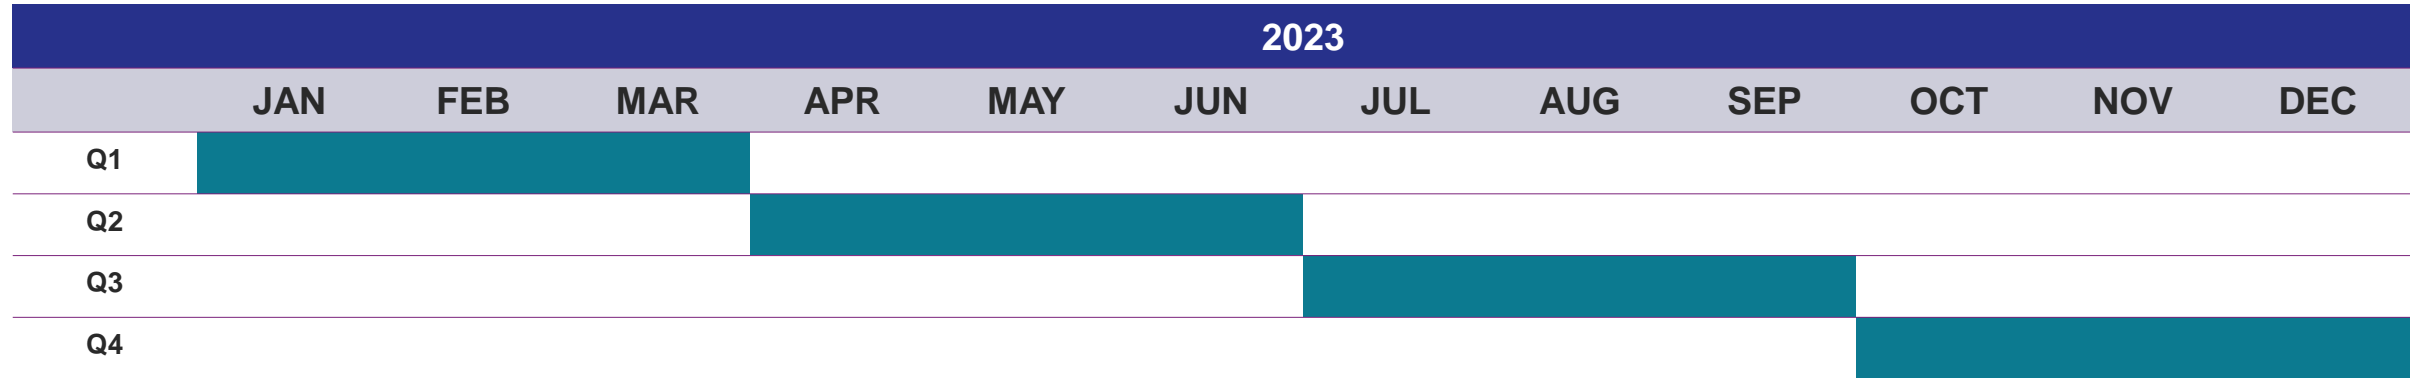 2023
JAN FEB MAR APR MAY JUN JUL AUG SEP OCT NOV DEC
Q1
Q2
Q3
Q4